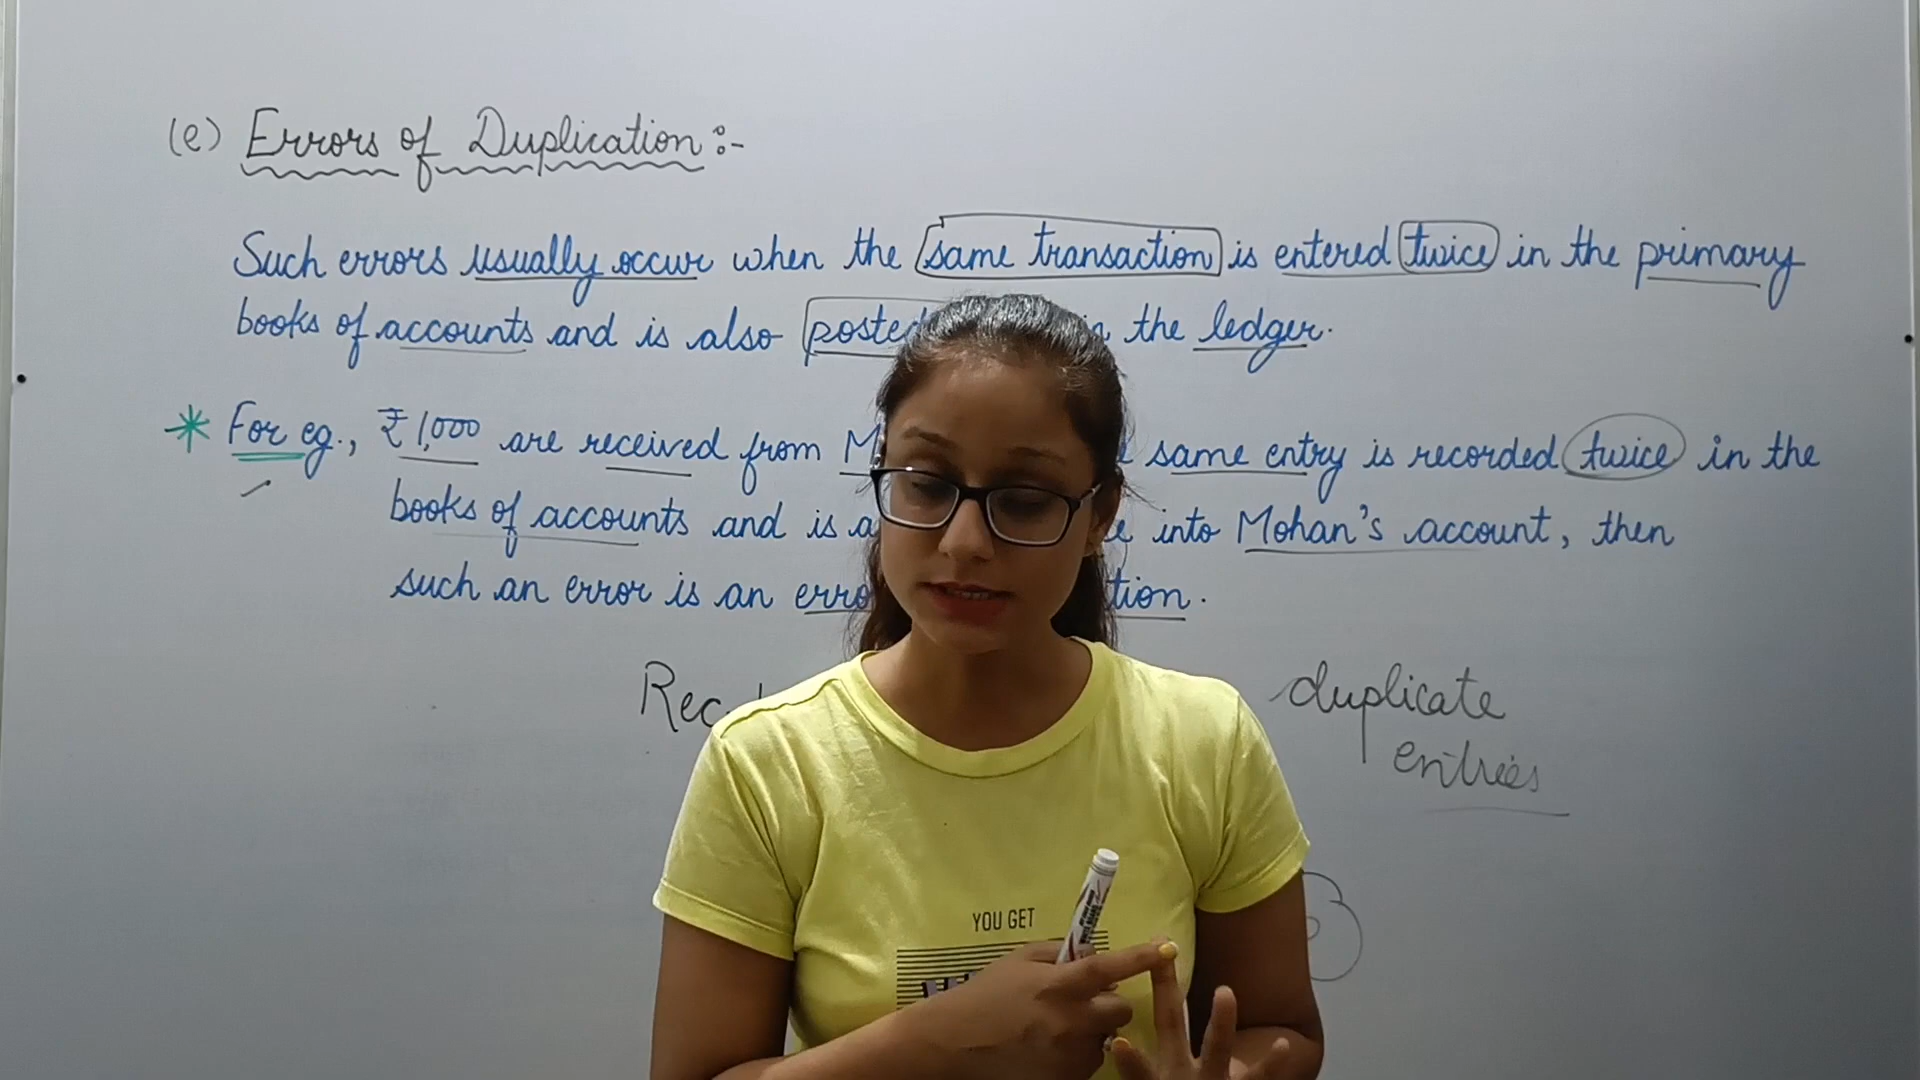 (e) Errors of Duplication :-
Such errors usually occur when the same transaction is entered twice in the primary
books of accounts and is also posted in the ledger.
* For eg., ₹1,000 are received from same entry is recorded twice in the
books of accounts and is into Mohan's account, then
such an error is an
duplicate
entries
YOU GET